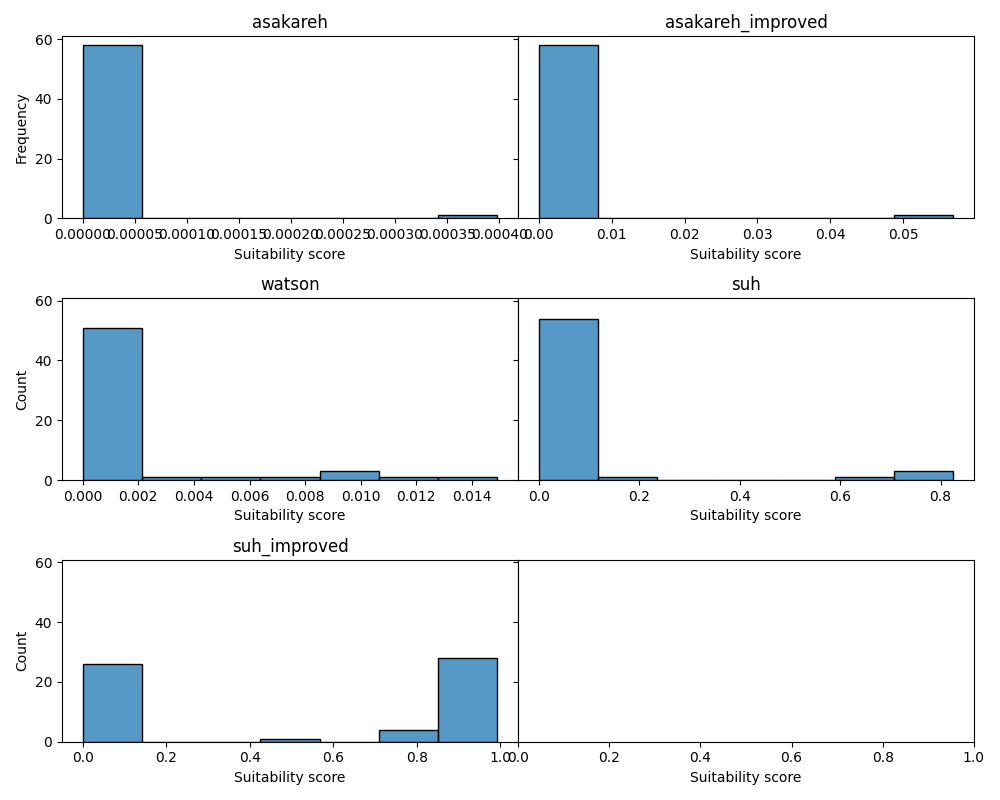 asakareh
asakareh_improved
60
40
20
0
Frequency
0.00000 0.00005 0.00010 0.00015 0.00020 0.00025 0.00030 0.00035 0.00040
0.00 0.01 0.02 0.03 0.04 0.05
Suitability score
Suitability score
watson
suh
60
40
20
0
Count
0.000 0.002 0.004 0.006 0.008 0.010 0.012 0.014
0.0 0.2 0.4 0.6 0.8
Suitability score
Suitability score
suh_improved
60
40
20
0
Count
0.0 0.2 0.4 0.6 0.8 1.0
0.0 0.2 0.4 0.6 0.8 1.0
Suitability score
Suitability score